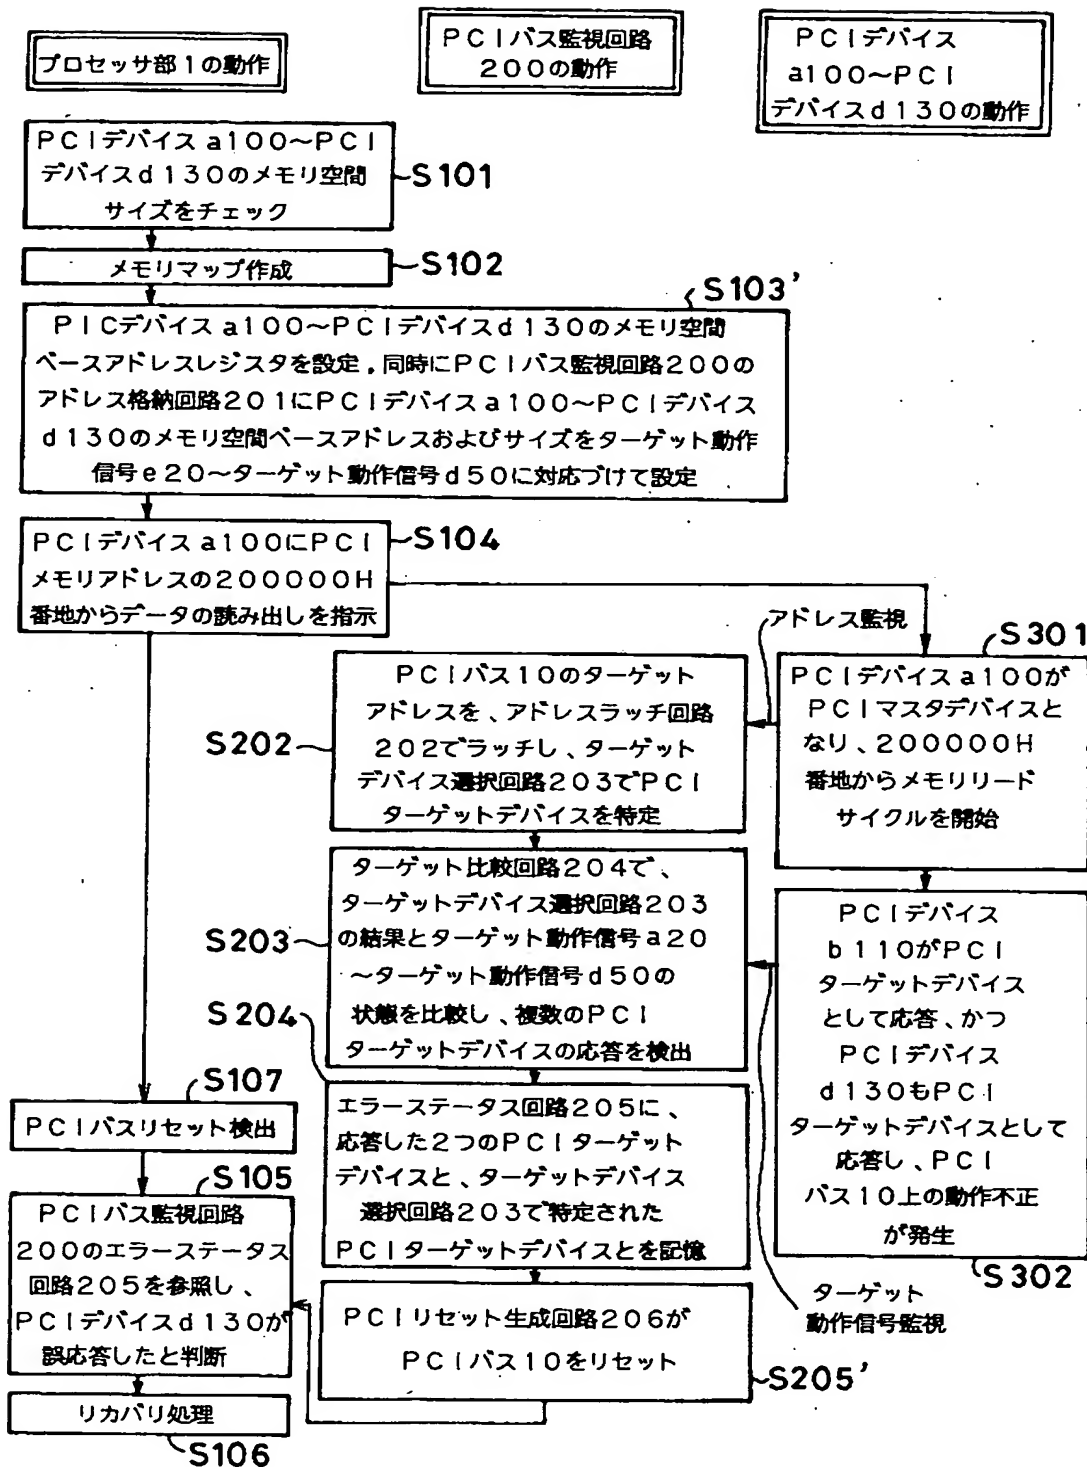 プロセッサ部1の動作
PCIバス監視回路
200の動作
PCIデバイス
a100~PCI
デバイスd130の動作
PCIデバイスa100~PCI
デバイスd130のメモリ空間
サイズをチェック
S101
メモリマップ作成
S102
S103'
PICデバイスa100~PCIデバイスd130のメモリ空間
ベースアドレスレジスタを設定,同時にPCIバス監視回路200の
アドレス格納回路201にPCIデバイスa100~PCIデバイス
d130のメモリ空間ベースアドレスおよびサイズをターゲット動作
信号e20~ターゲット動作信号d50に対応づけて設定
PCIデバイスa100にPCI
メモリアドレスの200000H
番地からデータの読み出しを指示
S104
アドレス監視
S301
PCIデバイスa100が
PCIマスタデバイスと
なり、200000H
番地からメモリリード
サイクルを開始
PCIバス10のターゲット
アドレスを、アドレスラッチ回路
202でラッチし、ターゲット
デバイス選択回路203でPCI
ターゲットデバイスを特定
S202
ターゲット比較回路204で、
ターゲットデバイス選択回路203
の結果とターゲット動作信号a20
~ターゲット動作信号d50の
状態を比較し、複数のPCI
ターゲットデバイスの応答を検出
S203
PCIデバイス
b110がPCI
ターゲットデバイス
として応答、かつ
PCIデバイス
d130もPCI
ターゲットデバイスとして
応答し、PCI
バス10上の動作不正
が発生
S302
S204
エラーステータス回路205に、
応答した2つのPCIターゲット
デバイスと、ターゲットデバイス
選択回路203で特定された
PCIターゲットデバイスとを記憶
ターゲット
動作信号監視
S107
PCIバスリセット検出
S105
PCIバス監視回路
200のエラーステータス
回路205を参照し、
PCIデバイスd130が
誤応答したと判断
PCIリセット生成回路206が
PCIバス10をリセット
S205'
リカバリ処理
S106